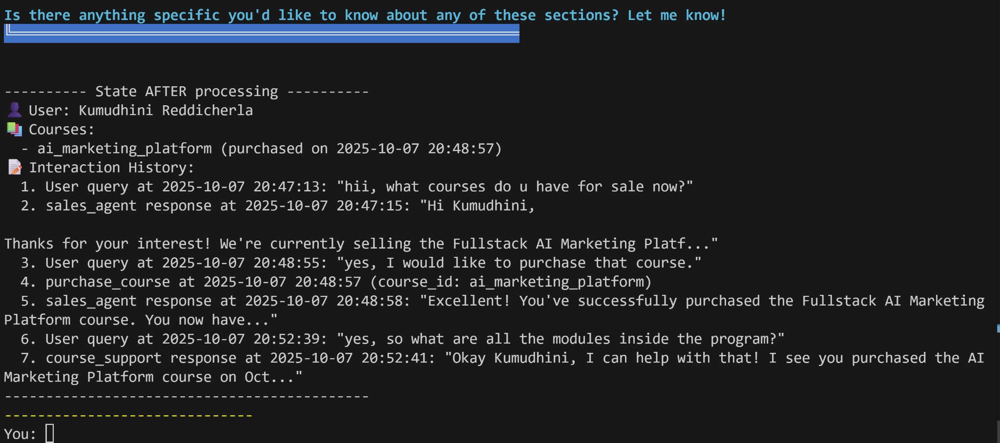 Is there anything specific you'd like to know about any of these sections? Let me know!
╚══════════════════════════════════════════════════════════════
---------- State AFTER processing ----------
👤 User: Kumudhini Reddicherla
📚 Courses:
- ai_marketing_platform (purchased on 2025-10-07 20:48:57)
📝 Interaction History:
1. User query at 2025-10-07 20:47:13: "hii, what courses do u have for sale now?"
2. sales_agent response at 2025-10-07 20:47:15: "Hi Kumudhini,
Thanks for your interest! We're currently selling the Fullstack AI Marketing Platf..."
3. User query at 2025-10-07 20:48:55: "yes, I would like to purchase that course."
4. purchase_course at 2025-10-07 20:48:57 (course_id: ai_marketing_platform)
5. sales_agent response at 2025-10-07 20:48:58: "Excellent! You've successfully purchased the Fullstack AI Marketing
Platform course. You now have..."
6. User query at 2025-10-07 20:52:39: "yes, so what are all the modules inside the program?"
7. course_support response at 2025-10-07 20:52:41: "Okay Kumudhini, I can help with that! I see you purchased the AI
Marketing Platform course on Oct..."
--------------------------------------------
------------------------------
You: